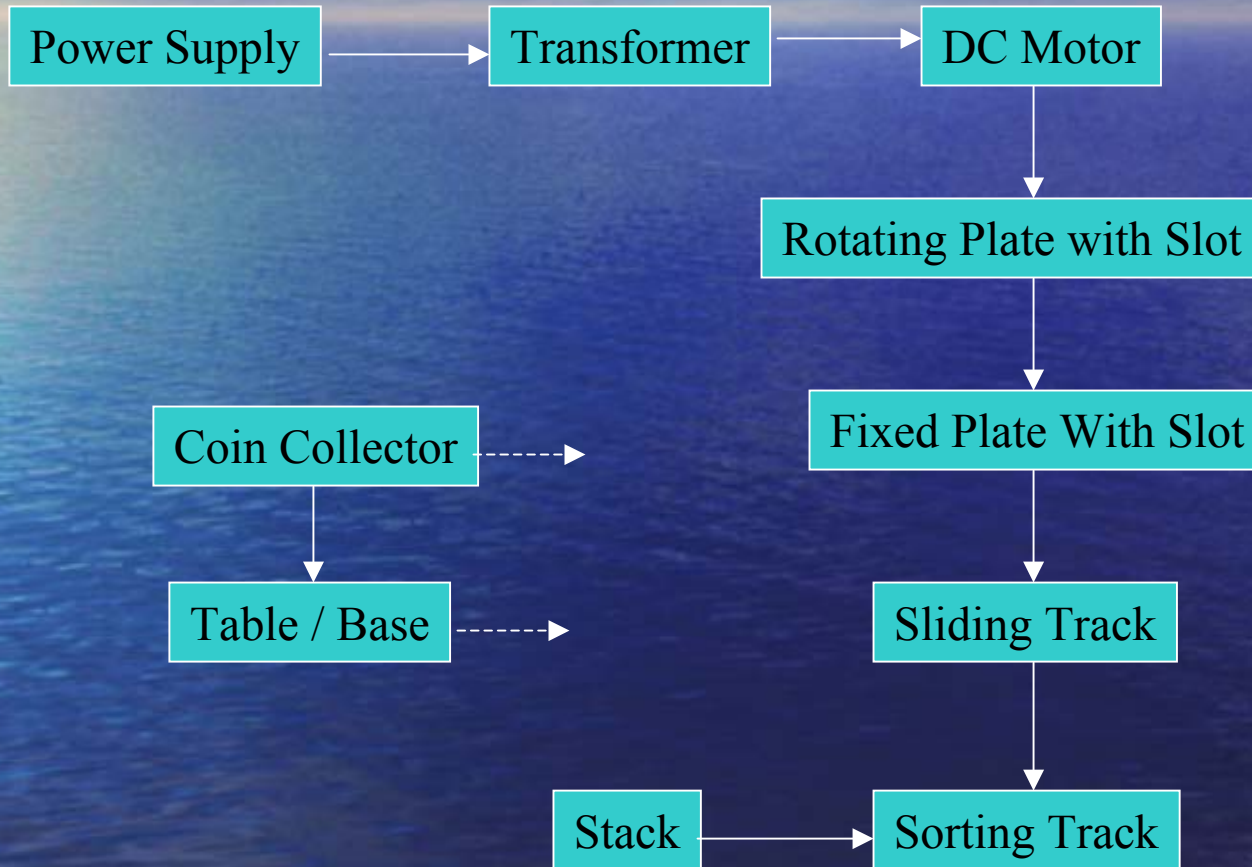 Power Supply
Transformer
DC Motor
Rotating Plate with Slot
Coin Collector
Fixed Plate With Slot
Table / Base
Sliding Track
Stack
Sorting Track